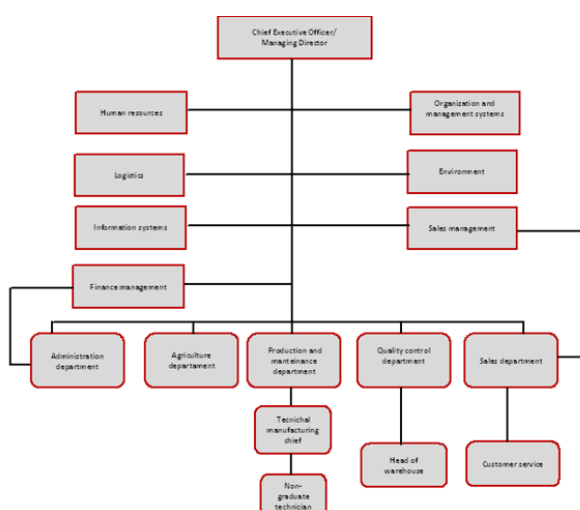 Chief Executive Officer/
Managing Director
Human resources
Organization and
management systems
Logistics
Environment
Information systems
Sales management
Finance management
Administration
department
Agriculture
departament
Production and
manteinance
department
Quality control
department
Sales department
Tecnichal
manufacturing
chief
Head of
warehouse
Customer service
Non-
graduate
technician